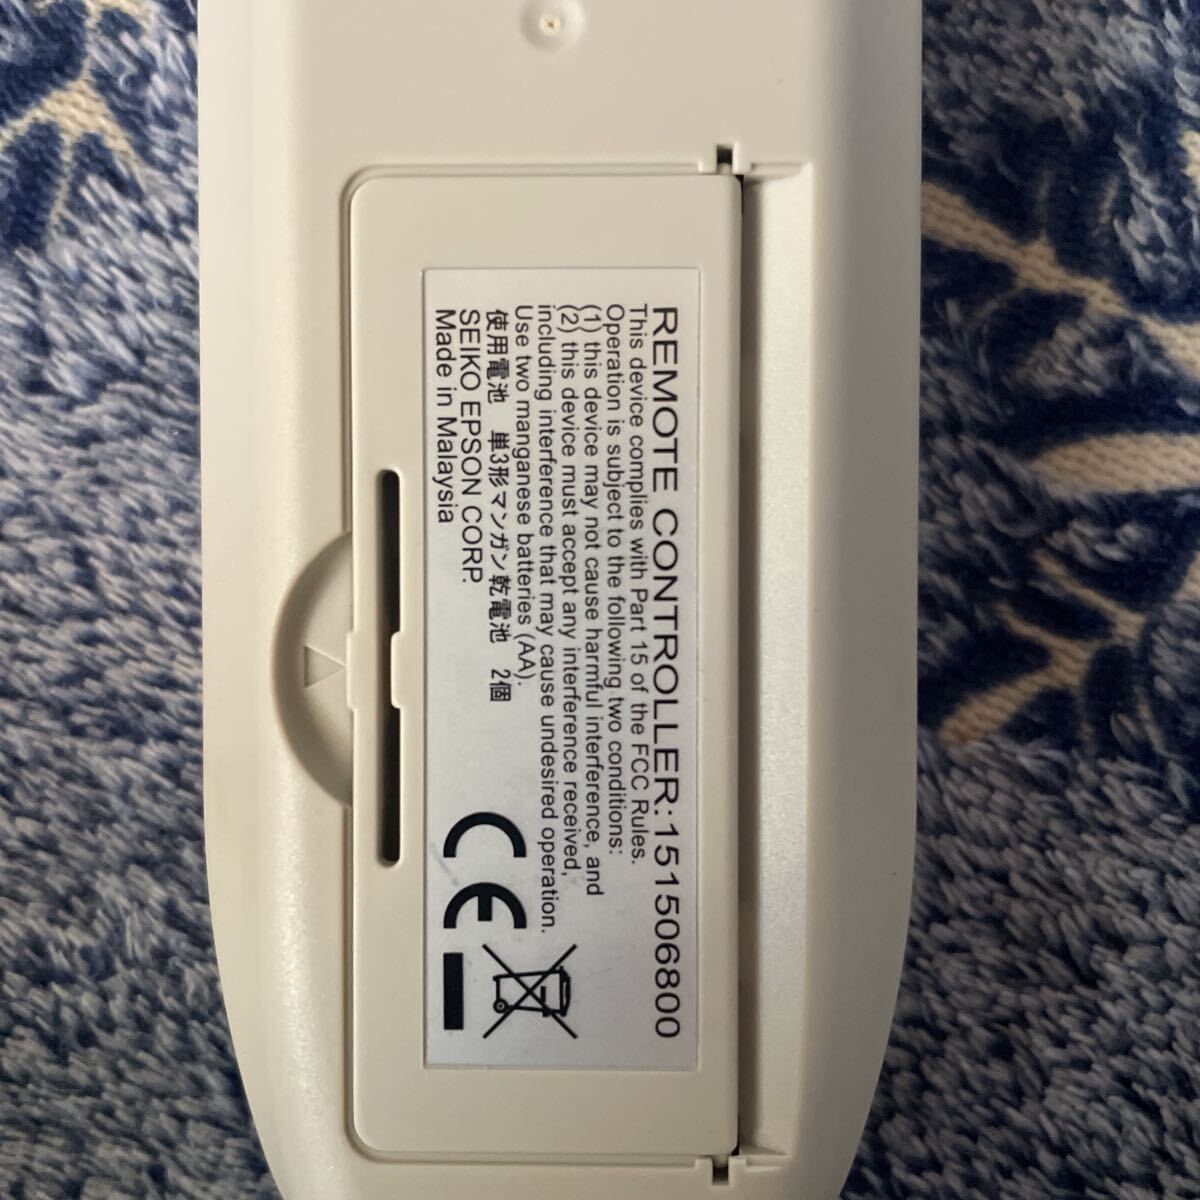 REMOTE CONTROLLER:151506800
This device complies with Part 15 of the FCC Rules.
Operation is subject to the following two conditions:
(1) this device may not cause harmful interference, and
(2) this device must accept any interference received,
including interference that may cause undesired operation.
Use two manganese batteries (AA).
使用電池 単3形マンガン乾電池 2個
SEIKO EPSON CORP.
Made in Malaysia
CE